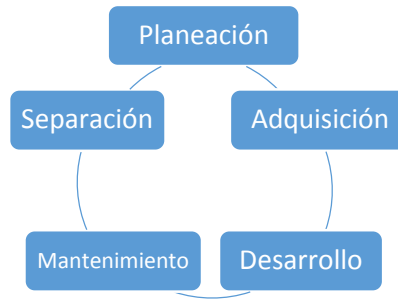 Planeación
Separación
Adquisición
Mantenimiento
Desarrollo